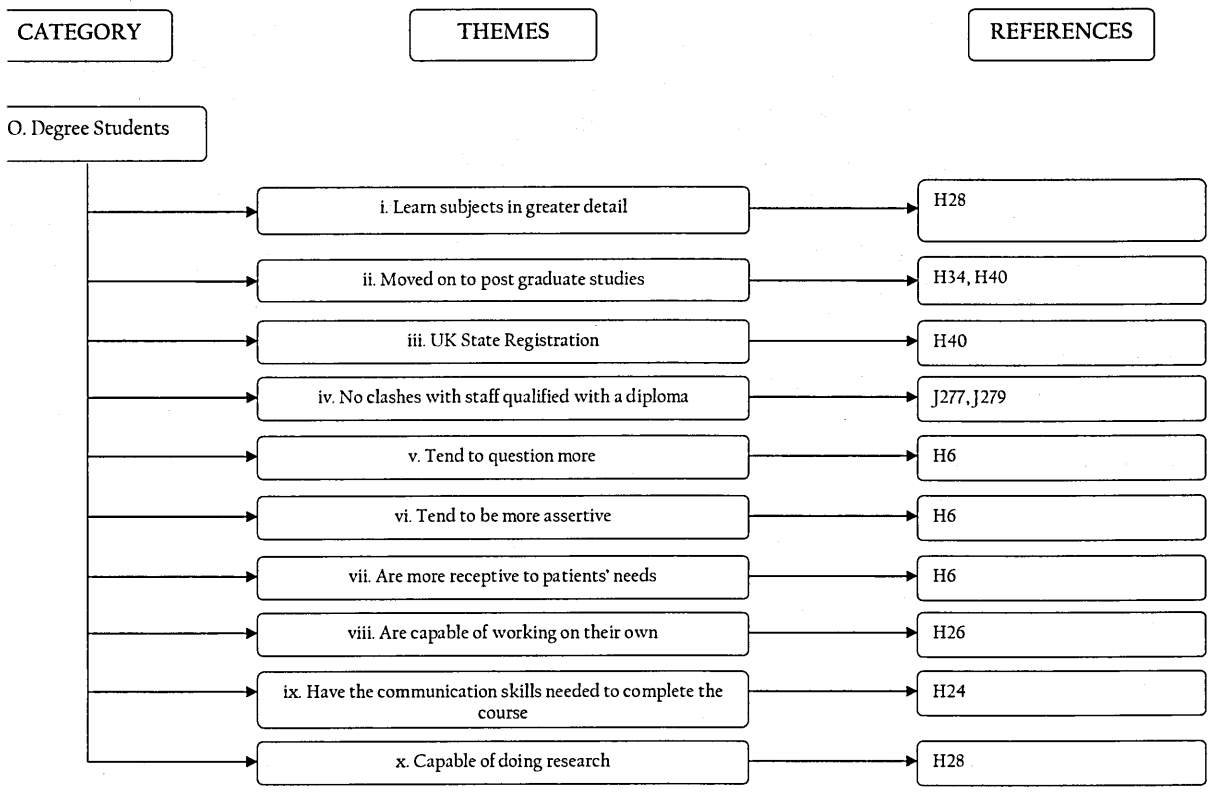 CATEGORY THEMES REFERENCES
O. Degree Students
i. Learn subjects in greater detail H28
ii. Moved on to post graduate studies H34, H40
iii. UK State Registration H40
iv. No clashes with staff qualified with a diploma J277, J279
v. Tend to question more H6
vi. Tend to be more assertive H6
vii. Are more receptive to patients' needs H6
viii. Are capable of working on their own H26
ix. Have the communication skills needed to complete the H24
course
x. Capable of doing research H28